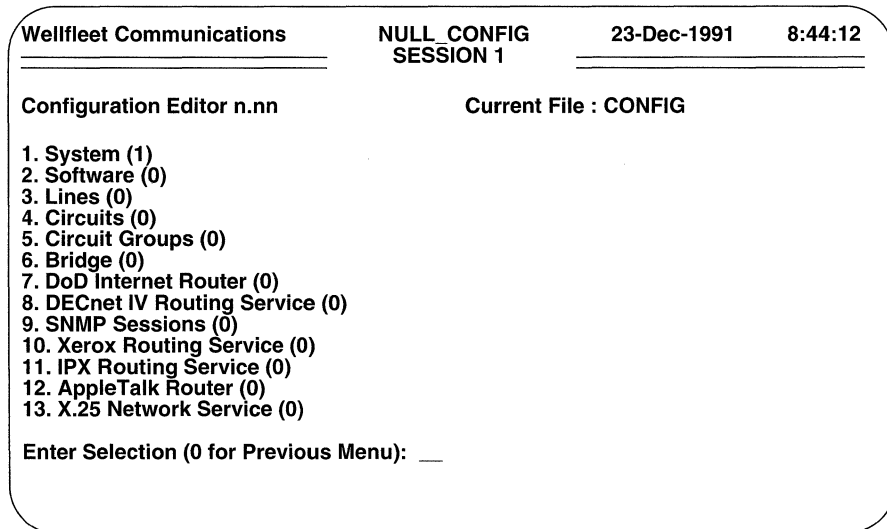 Wellfleet Communications NULL_CONFIG 23-Dec-1991 8:44:12
SESSION 1
Configuration Editor n.nn Current File : CONFIG
1. System (1)
2. Software (0)
3. Lines (0)
4. Circuits (0)
5. Circuit Groups (0)
6. Bridge (0)
7. DoD Internet Router (0)
8. DECnet IV Routing Service (0)
9. SNMP Sessions (0)
10. Xerox Routing Service (0)
11. IPX Routing Service (0)
12. AppleTalk Router (0)
13. X.25 Network Service (0)
Enter Selection (0 for Previous Menu): __